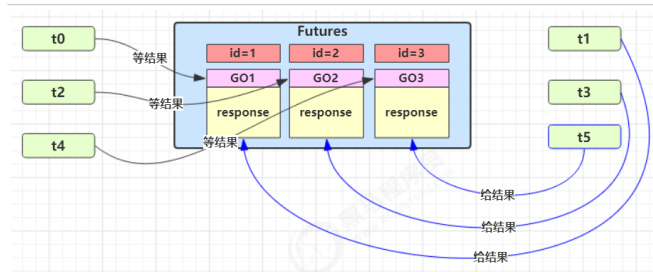 Futures
t0
t1
id=1
id=2
id=3
等结果
GO1
GO2
GO3
t2
t3
等结果
response
response
response
t4
t5
等结果
给结果
给结果
给结果